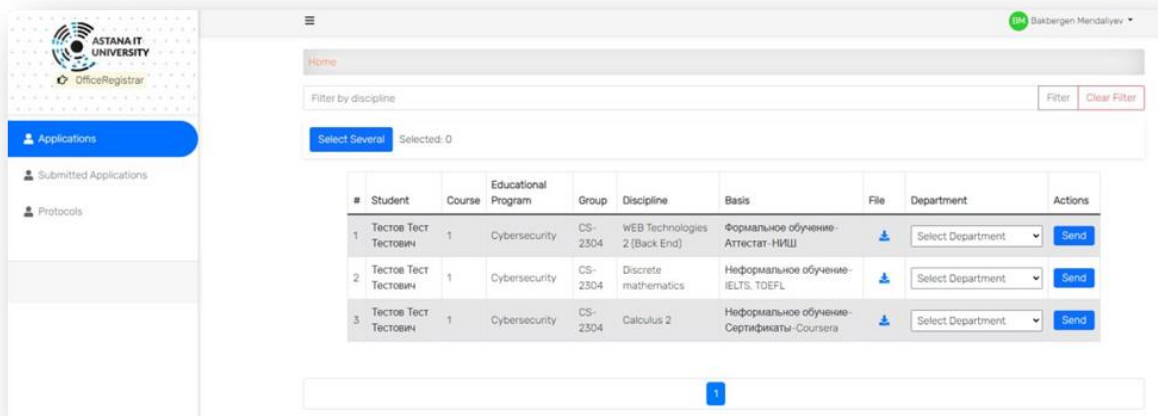 ASTANA IT
UNIVERSITY
OfficeRegistrar
Applications
Submitted Applications
Protocols
BM Bakbergen Mendaliyev
Home
Filter by discipline Filter Clear Filter
Select Several Selected: 0
# Student Course Educational Program Group Discipline Basis File Department Actions
1 Тестов Тест Тестович 1 Cybersecurity CS-2304 WEB Technologies 2 (Back End) Формальное обучение-Аттестат-НИШ Select Department Send
2 Тестов Тест Тестович 1 Cybersecurity CS-2304 Discrete mathematics Неформальное обучение-IELTS, TOEFL Select Department Send
3 Тестов Тест Тестович 1 Cybersecurity CS-2304 Calculus 2 Неформальное обучение-Сертификаты-Coursera Select Department Send
1